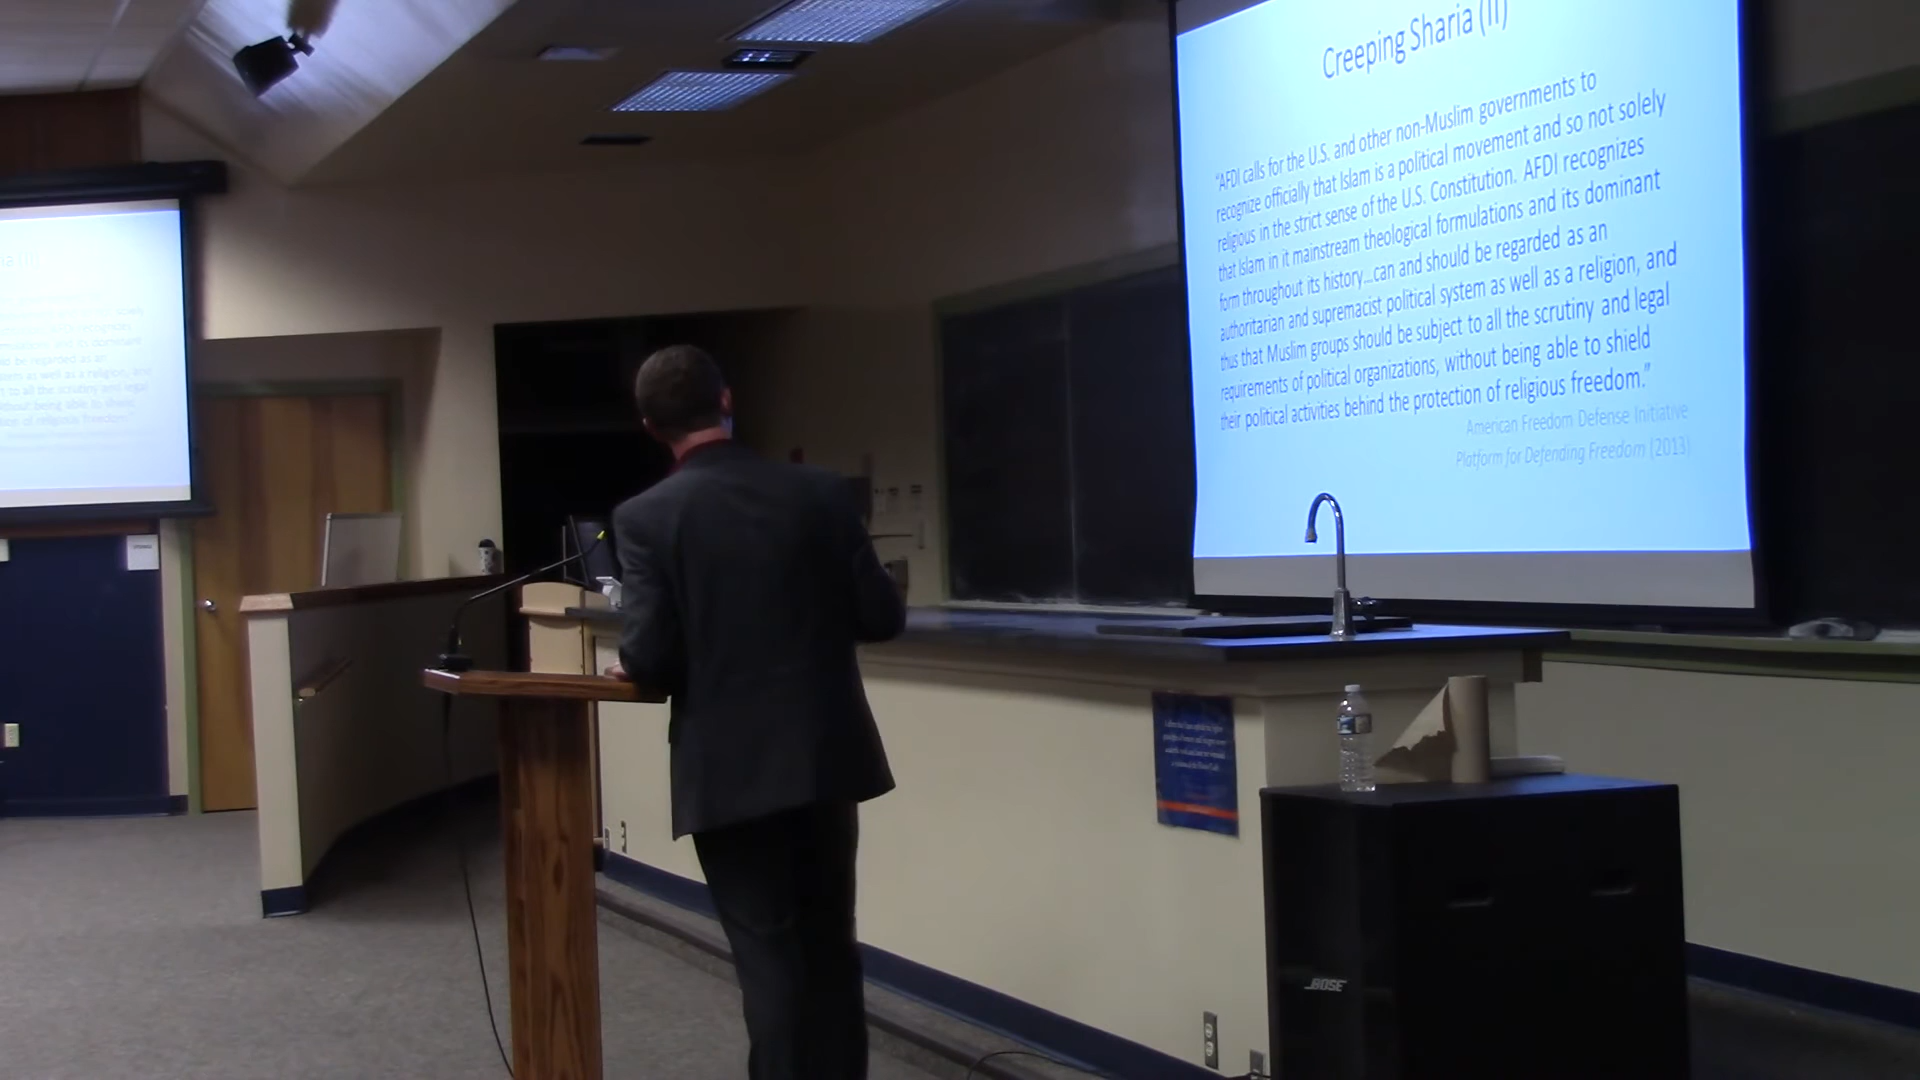 Creeping Sharia (II)
"AFDI calls for the U.S. and other non-Muslim governments to
recognize officially that Islam is a political movement and so not solely
religious in the strict sense of the U.S. Constitution. AFDI recognizes
that Islam in it mainstream theological formulations and its dominant
form throughout its history...can and should be regarded as an
authoritarian and supremacist political system as well as a religion, and
thus that Muslim groups should be subject to all the scrutiny and legal
requirements of political organizations, without being able to shield
their political activities behind the protection of religious freedom."
American Freedom Defense Initiative
Platform for Defending Freedom (2013)
BOSE